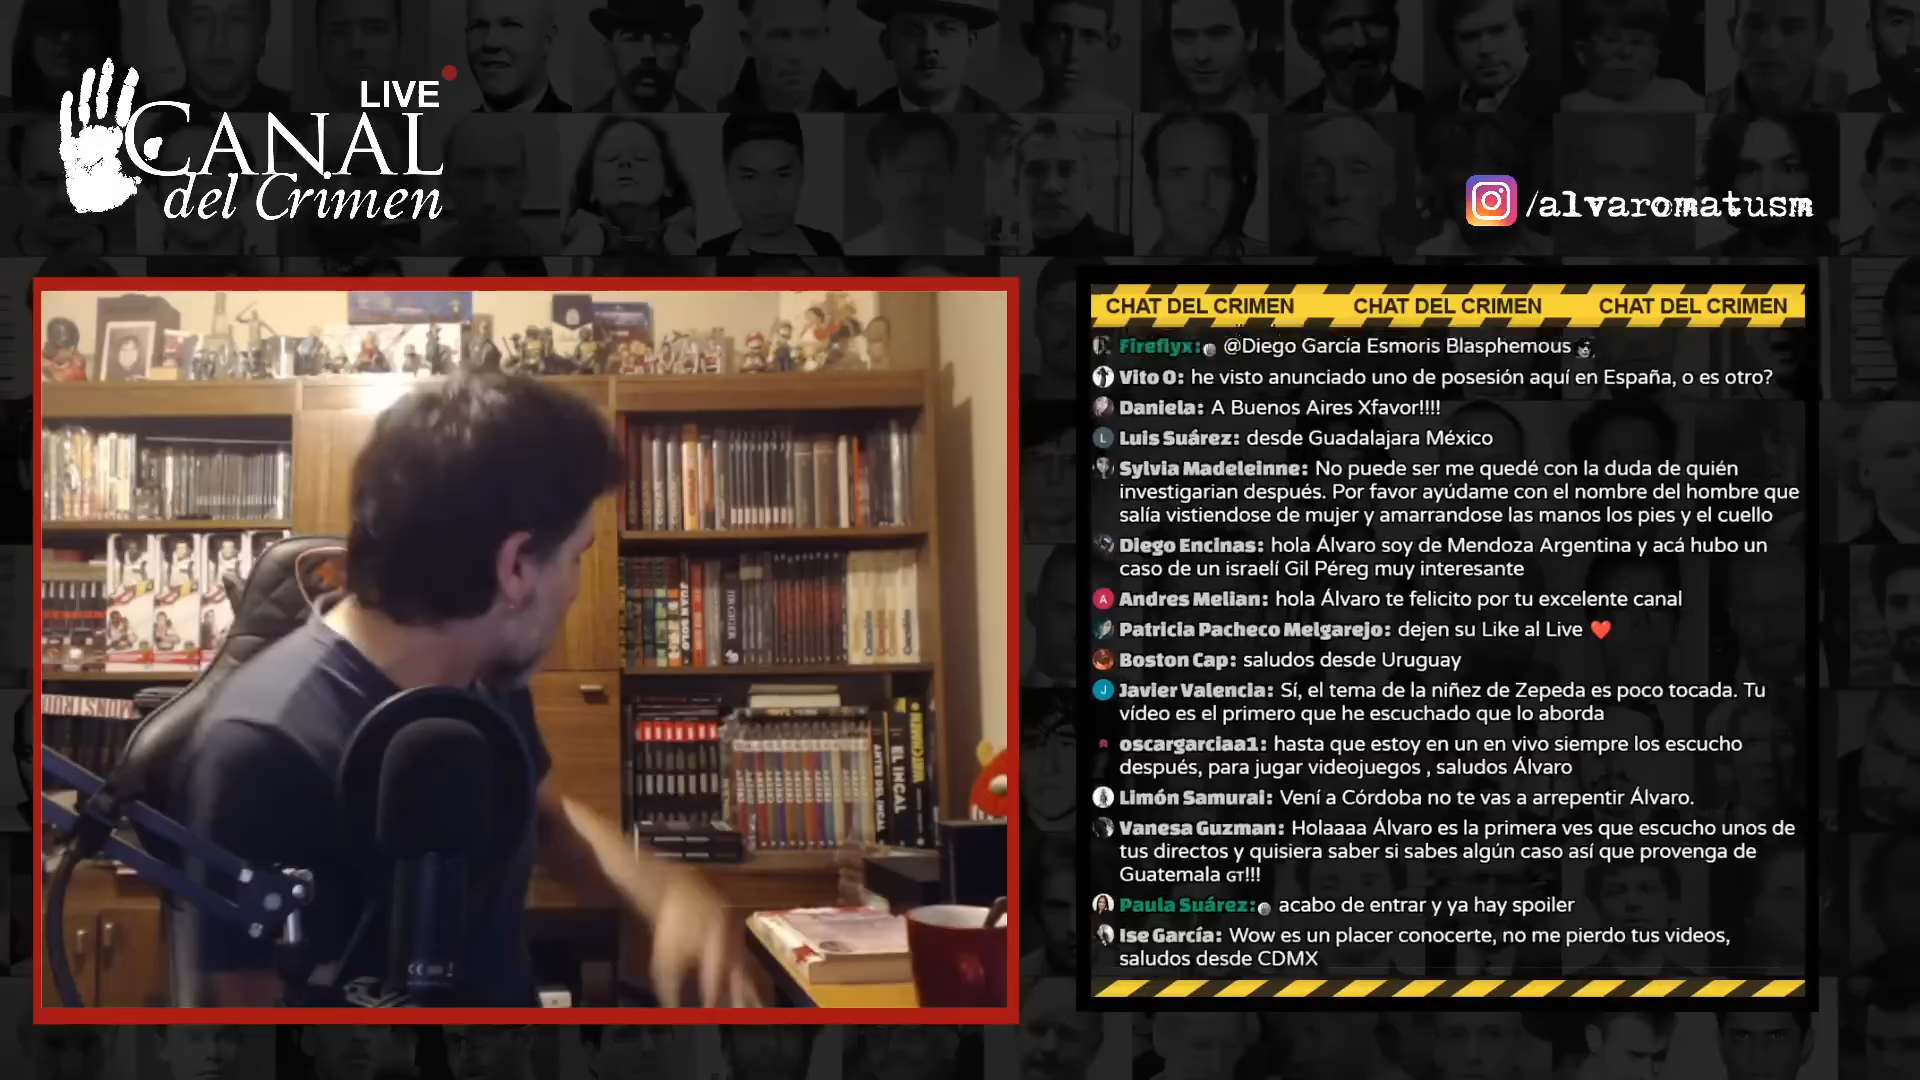 LIVE
CANAL
del Crimen
/alvaromatusm
CHAT DEL CRIMEN CHAT DEL CRIMEN CHAT DEL CRIMEN
Fireflyx: @Diego García Esmoris Blasphemous
Vito O: he visto anunciado uno de posesión aquí en España, o es otro?
Daniela: A Buenos Aires Xfavor!!!!
L Luis Suárez: desde Guadalajara México
Sylvia Madeleinne: No puede ser me quedé con la duda de quién
investigarian después. Por favor ayúdame con el nombre del hombre que
salía vistiendose de mujer y amarrandose las manos los pies y el cuello
Diego Encinas: hola Álvaro soy de Mendoza Argentina y acá hubo un
caso de un israelí Gil Péreg muy interesante
A Andres Melian: hola Álvaro te felicito por tu excelente canal
Patricia Pacheco Melgarejo: dejen su Like al Live ❤️
Boston Cap: saludos desde Uruguay
J Javier Valencia: Sí, el tema de la niñez de Zepeda es poco tocada. Tu
vídeo es el primero que he escuchado que lo aborda
oscargarciaa1: hasta que estoy en un en vivo siempre los escucho
después, para jugar videojuegos , saludos Álvaro
Limón Samurai: Vení a Córdoba no te vas a arrepentir Álvaro.
Vanesa Guzman: Holaaaa Álvaro es la primera ves que escucho unos de
tus directos y quisiera saber si sabes algún caso así que provenga de
Guatemala GT!!!
Paula Suárez: acabo de entrar y ya hay spoiler
Ise García: Wow es un placer conocerte, no me pierdo tus videos,
saludos desde CDMX
JUAN SOLO
EL INCAL